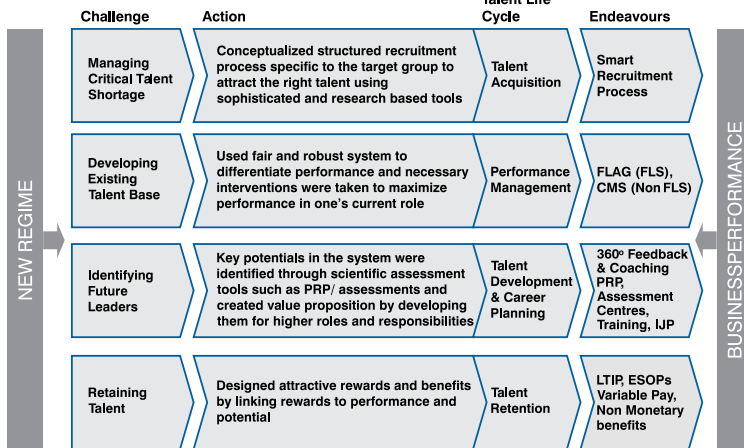 Challenge
Action
Talent Life
Cycle
Endeavours
NEW REGIME
Managing
Critical Talent
Shortage
Conceptualized structured recruitment
process specific to the target group to
attract the right talent using
sophisticated and research based tools
Talent
Acquisition
Smart
Recruitment
Process
Developing
Existing
Talent Base
Used fair and robust system to
differentiate performance and necessary
interventions were taken to maximize
performance in one's current role
Performance
Management
FLAG (FLS),
CMS (Non FLS)
Identifying
Future
Leaders
Key potentials in the system were
identified through scientific assessment
tools such as PRP/ assessments and
created value proposition by developing
them for higher roles and responsibilities
Talent
Development
& Career
Planning
360º Feedback
& Coaching
PRP,
Assessment
Centres,
Training, IJP
Retaining
Talent
Designed attractive rewards and benefits
by linking rewards to performance and
potential
Talent
Retention
LTIP, ESOPs
Variable Pay,
Non Monetary
benefits
BUSINESSPERFORMANCE